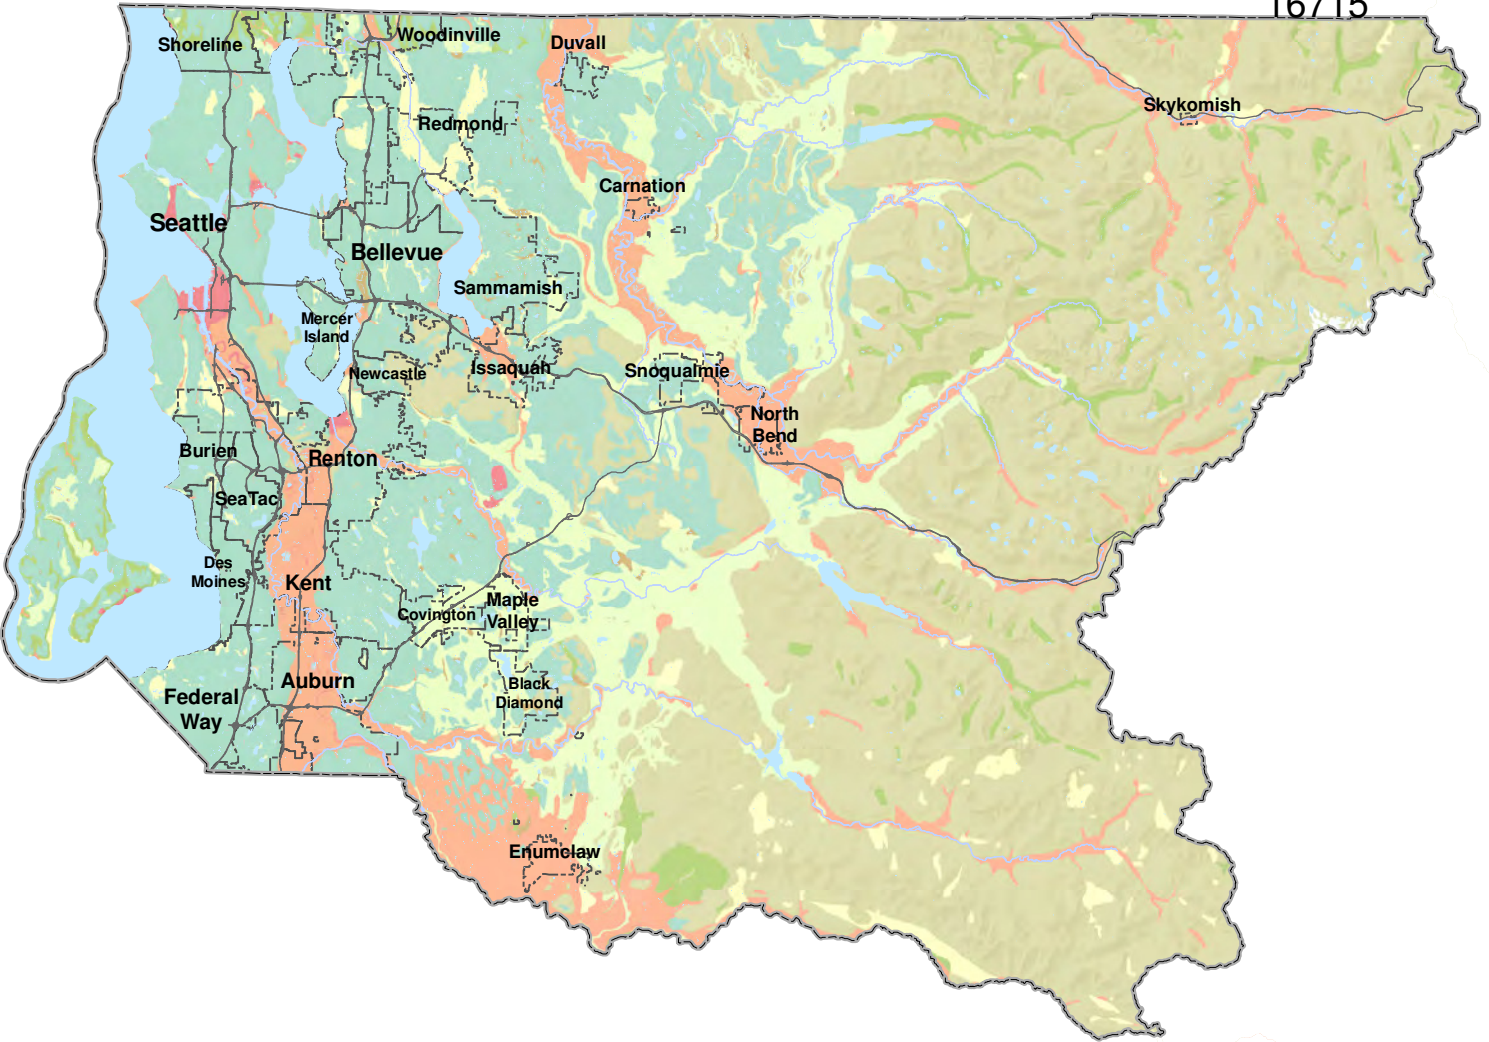 16715
Shoreline
Woodinville
Duvall
Redmond
Skykomish
Carnation
Seattle
Bellevue
Sammamish
Mercer
Island
Newcastle
Issaquah
Snoqualmie
North
Bend
Burien
Renton
SeaTac
Des
Moines
Kent
Covington
Maple
Valley
Black
Diamond
Auburn
Federal
Way
Enumclaw